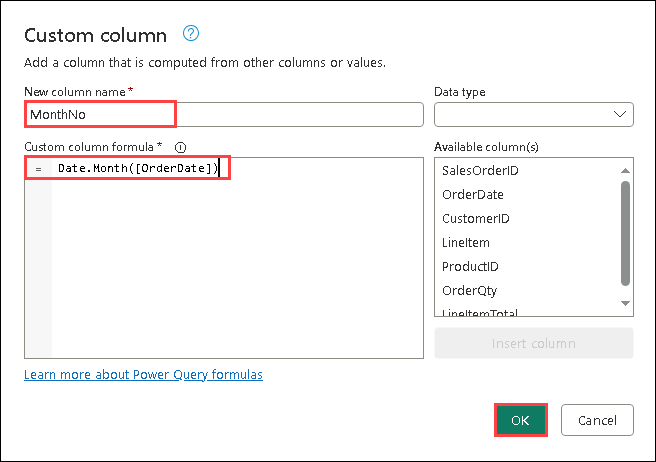 Custom column ?
Add a column that is computed from other columns or values.
New column name *
Data type
MonthNo
Custom column formula *
Available column(s)
= Date.Month([OrderDate])
SalesOrderID
OrderDate
CustomerID
LineItem
ProductID
OrderQty
LineItemTotal
Insert column
Learn more about Power Query formulas
OK
Cancel